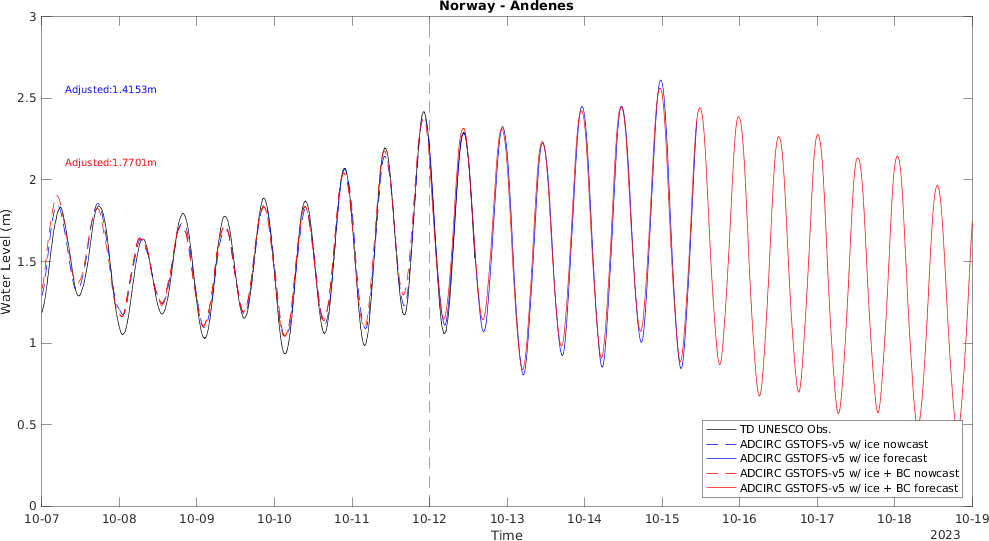 Norway - Andenes
3
2.5
2
1.5
1
0.5
0
Water Level (m)
Adjusted:1.4153m
Adjusted:1.7701m
TD UNESCO Obs.
ADCIRC GSTOFS-v5 w/ ice nowcast
ADCIRC GSTOFS-v5 w/ ice forecast
ADCIRC GSTOFS-v5 w/ ice + BC nowcast
ADCIRC GSTOFS-v5 w/ ice + BC forecast
10-07 10-08 10-09 10-10 10-11 10-12 10-13 10-14 10-15 10-16 10-17 10-18 10-19
Time
2023